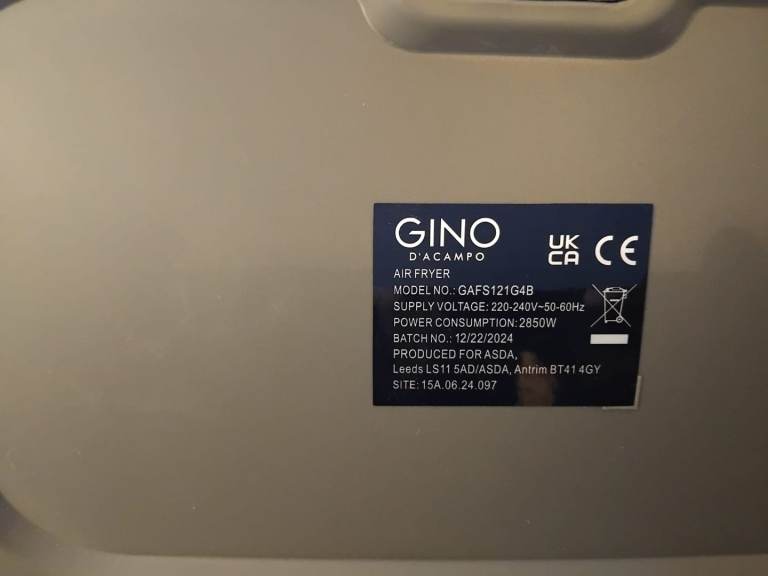 GINO
D'ACAMPO
UK
CA
CE
AIR FRYER
MODEL NO.: GAFS121G4B
SUPPLY VOLTAGE: 220-240V~50-60Hz
POWER CONSUMPTION: 2850W
BATCH NO.: 12/22/2024
PRODUCED FOR ASDA,
Leeds LS11 5AD/ASDA, Antrim BT41 4GY
SITE: 15A.06.24.097